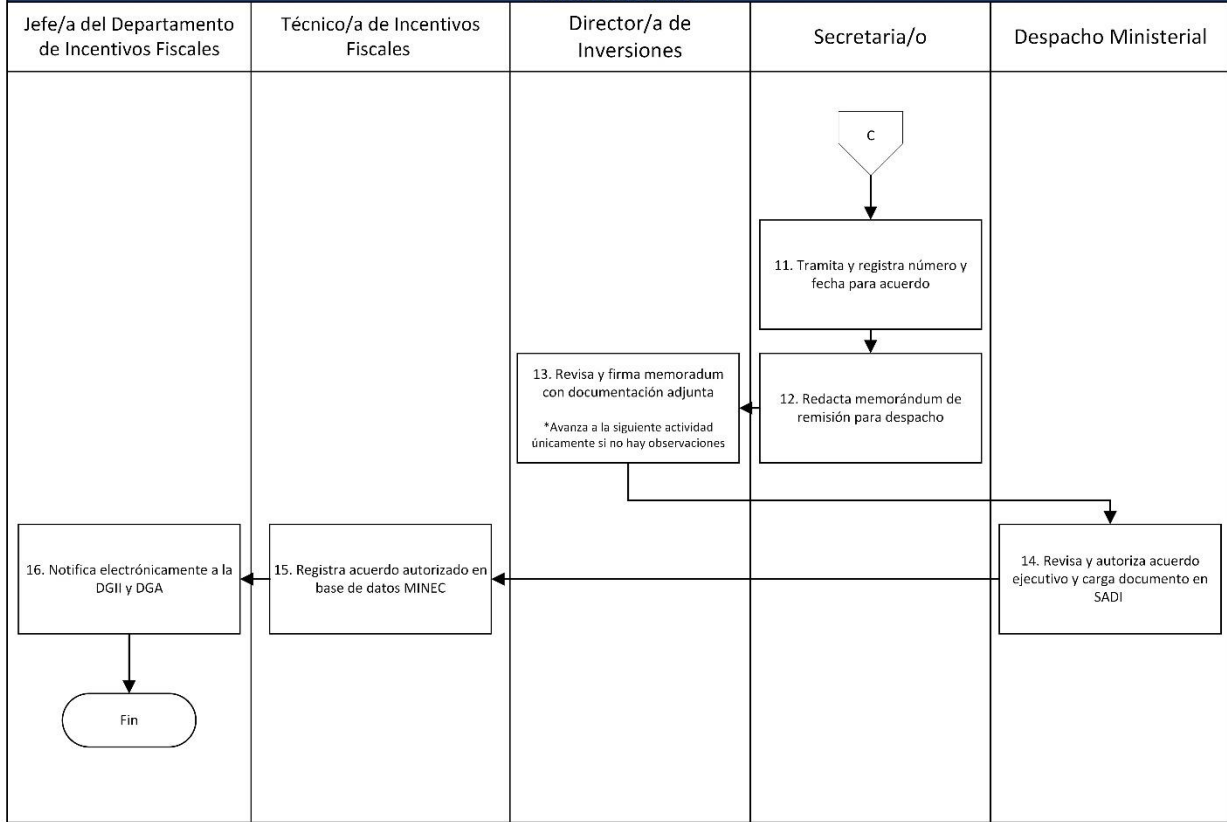 Jefe/a del Departamento
de Incentivos Fiscales
Técnico/a de Incentivos
Fiscales
Director/a de
Inversiones
Secretaria/o
Despacho Ministerial
C
11. Tramita y registra número y
fecha para acuerdo
12. Redacta memorándum de
remisión para despacho
13. Revisa y firma memoradum
con documentación adjunta
*Avanza a la siguiente actividad
únicamente si no hay observaciones
14. Revisa y autoriza acuerdo
ejecutivo y carga documento en
SADI
15. Registra acuerdo autorizado en
base de datos MINEC
16. Notifica electrónicamente a la
DGII y DGA
Fin